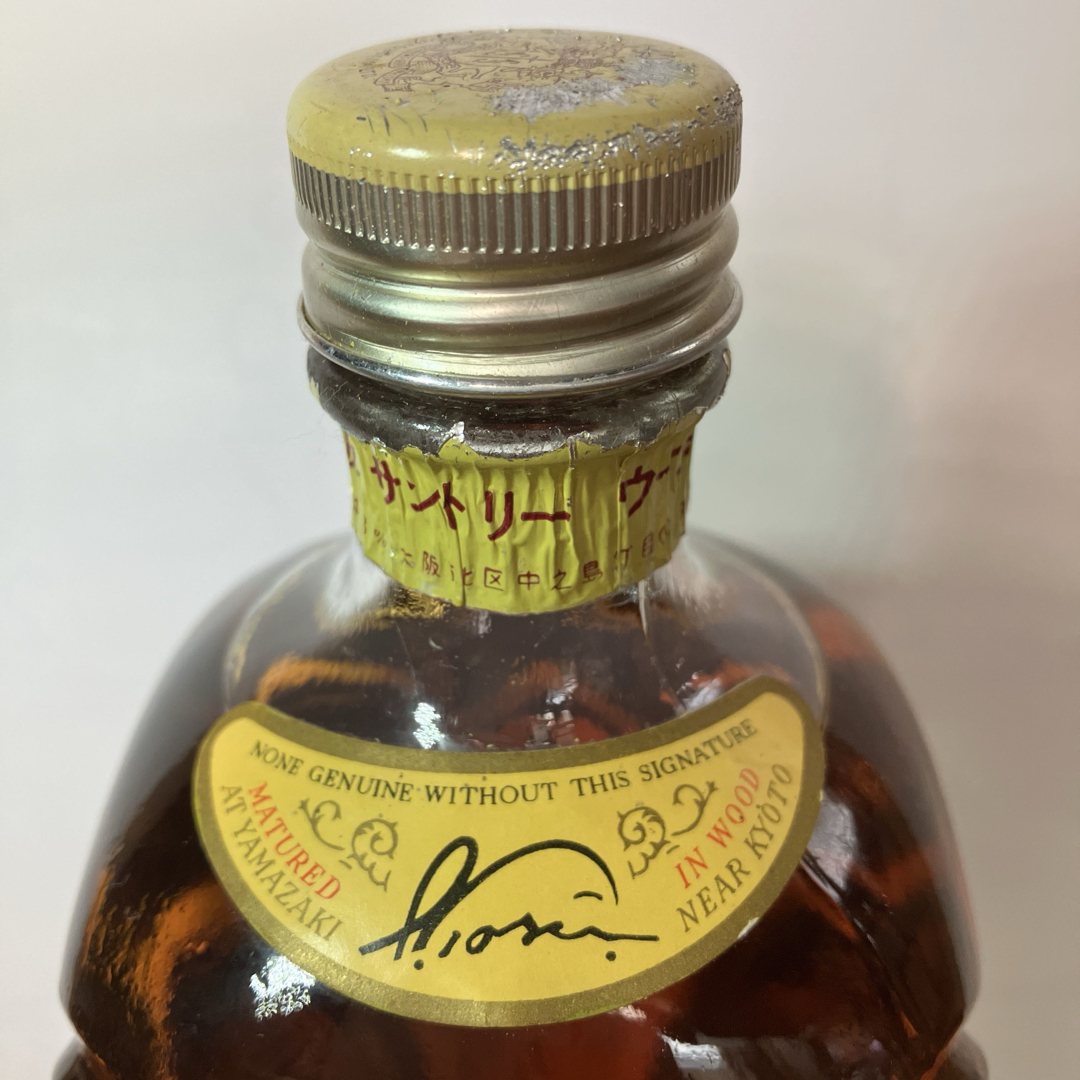 サントリー ウ
大阪 北区中之島
NONE GENUINE WITHOUT THIS SIGNATURE
MATURED
AT YAMAZAKI
IN WOOD
NEAR KYOTO